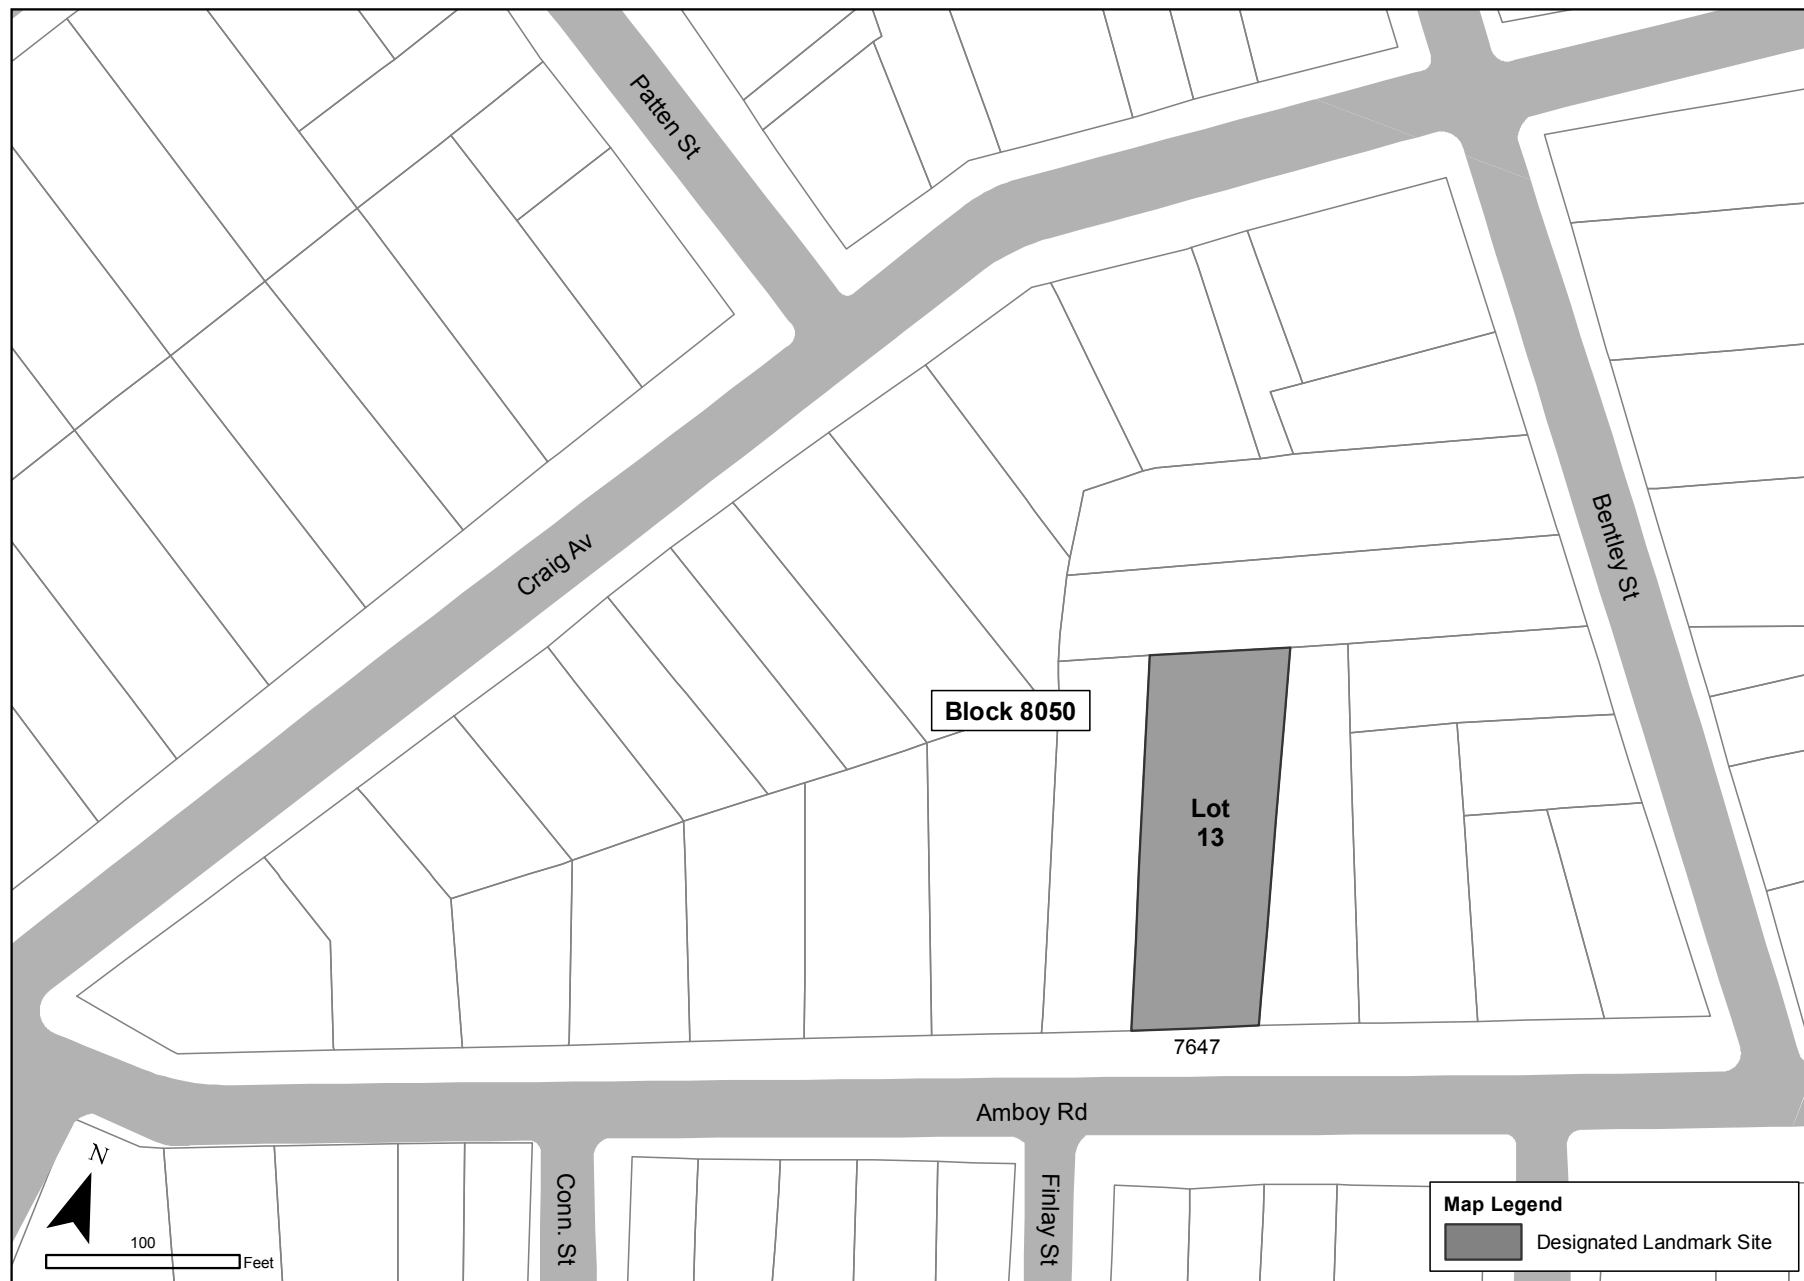 Patten St
Craig Av
Bentley St
Block 8050
Lot
13
7647
Amboy Rd
N
100
Feet
Conn. St
Finlay St
Map Legend
Designated Landmark Site